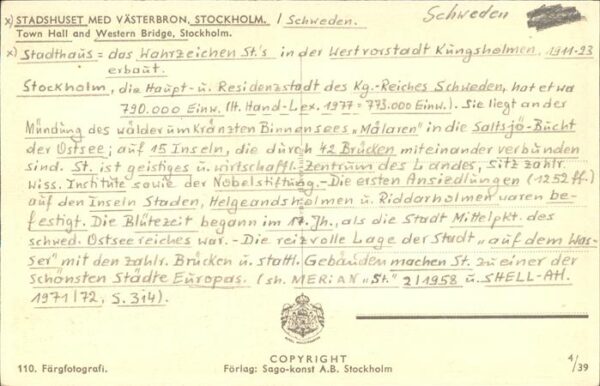 Schweden
x) STADSHUSET MED VÄSTERBRON, STOCKHOLM. / Schweden.
Town Hall and Western Bridge, Stockholm.
x) Stadthaus = das Wahrzeichen St's in der Westvorstadt Kungsholmen. 1911-23
erbaut.
Stockholm, die Haupt- u. Residenzstadt des Kg.-Reiches Schweden, hat etwa
790.000 Einw. (lt. Hand-Lex. 1977 = 773.000 Einw.). Sie liegt an der
Mündung des wälderumkränzten Binnensees „Mälaren" in die Saltsjö-Bucht
der Ostsee; auf 15 Inseln, die durch 42 Brücken miteinander verbunden
sind. St. ist geistiges u. wirtschaftl. Zentrum des Landes, Sitz zahlr.
wiss. Institute sowie der Nobelstiftung. - Die ersten Ansiedlungen (1252 ff.)
auf den Inseln Staden, Helgeandsholmen u. Riddarholmen waren be-
festigt. Die Blütezeit begann im 17. Jh., als die Stadt Mittelpkt. des
schwed. Ostseereiches war. - Die reizvolle Lage der Stadt „auf dem Was-
ser" mit den zahlr. Brücken u. stattl. Gebäuden machen St. zu einer der
schönsten Städte Europas. (sh. MERIAN „St." 2/1958 u. SHELL-Atl.
1971/72, S. 314).
COPYRIGHT
110. Färgfotografi.
Förlag: Sago-konst A.B. Stockholm
4/39